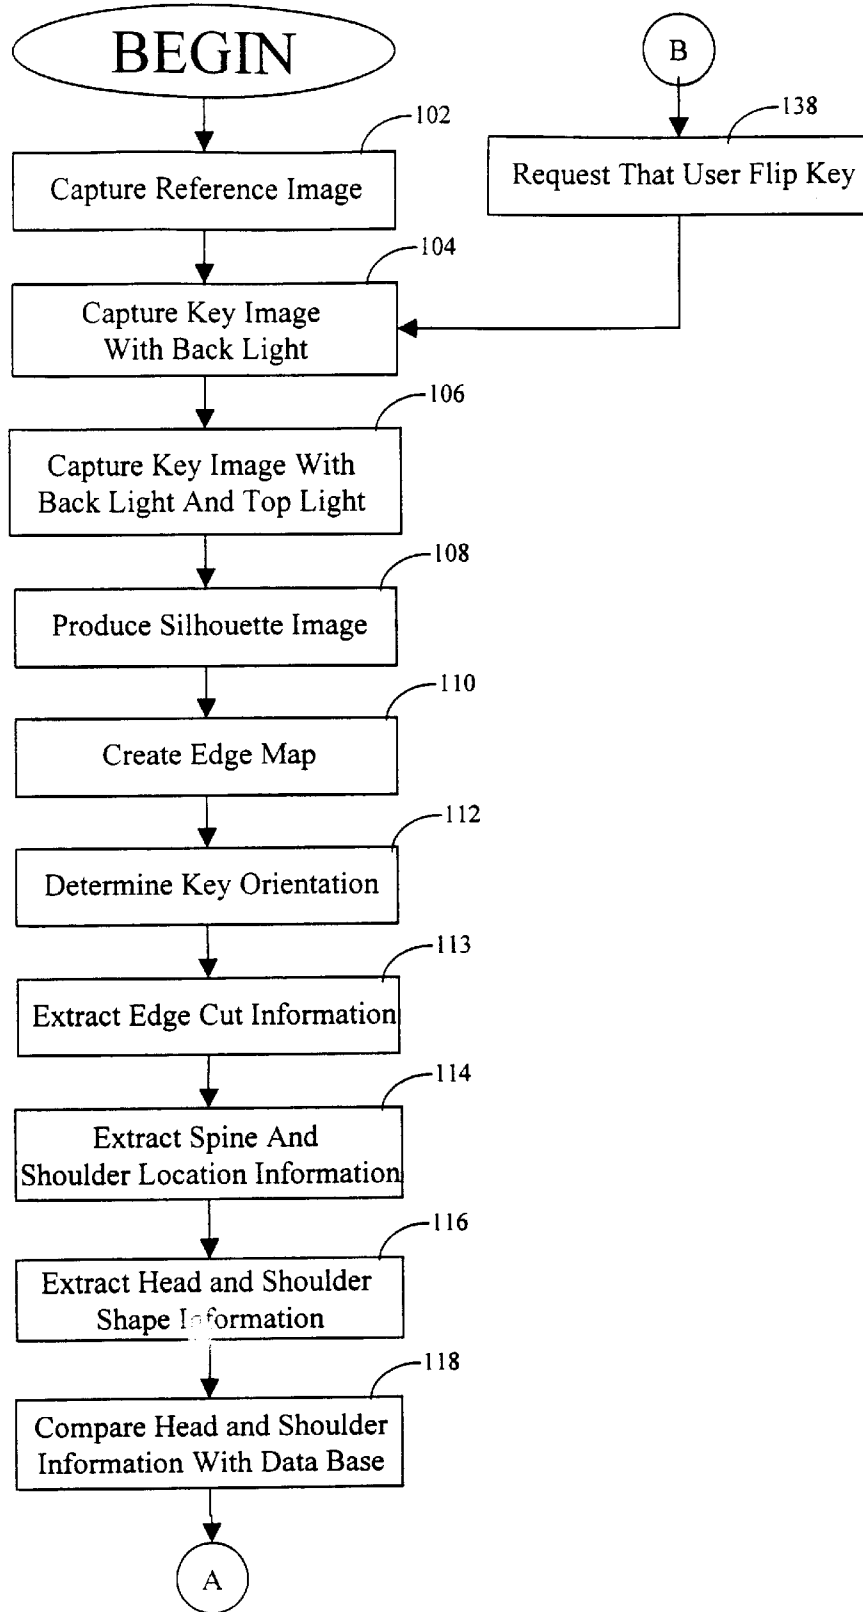 BEGIN
B
102
138
Capture Reference Image
Request That User Flip Key
104
Capture Key Image
With Back Light
106
Capture Key Image With
Back Light And Top Light
108
Produce Silhouette Image
110
Create Edge Map
112
Determine Key Orientation
113
Extract Edge Cut Information
114
Extract Spine And
Shoulder Location Information
116
Extract Head and Shoulder
Shape Information
118
Compare Head and Shoulder
Information With Data Base
A